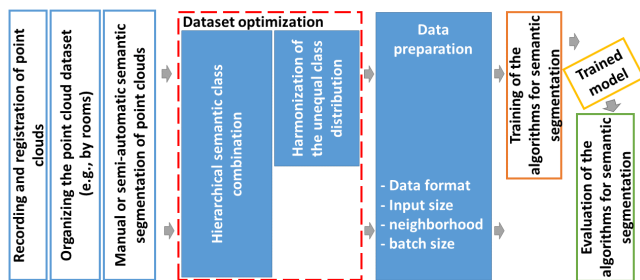 Recording and registration of point
clouds
Organizing the point cloud dataset
(e.g., by rooms)
Manual or semi-automatic semantic
segmentation of point clouds
Dataset optimization
Hierarchical semantic class
combination
Harmonization of
the unequal class
distribution
Data
preparation
- Data format
- Input size
- neighborhood
- batch size
Training of the
algorithms for semantic
segmentation
Trained
model
Evaluation of the
algorithms for semantic
segmentation